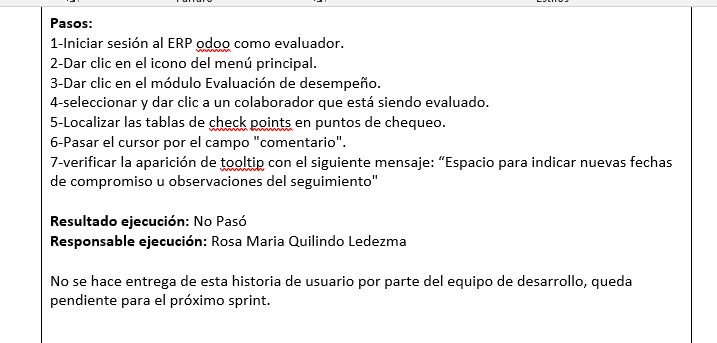 Pasos:
1-Iniciar sesión al ERP odoo como evaluador.
2-Dar clic en el icono del menú principal.
3-Dar clic en el módulo Evaluación de desempeño.
4-seleccionar y dar clic a un colaborador que está siendo evaluado.
5-Localizar las tablas de check points en puntos de chequeo.
6-Pasar el cursor por el campo "comentario".
7-verificar la aparición de tooltip con el siguiente mensaje: “Espacio para indicar nuevas fechas
de compromiso u observaciones del seguimiento"
Resultado ejecución: No Pasó
Responsable ejecución: Rosa Maria Quilindo Ledezma
No se hace entrega de esta historia de usuario por parte del equipo de desarrollo, queda
pendiente para el próximo sprint.